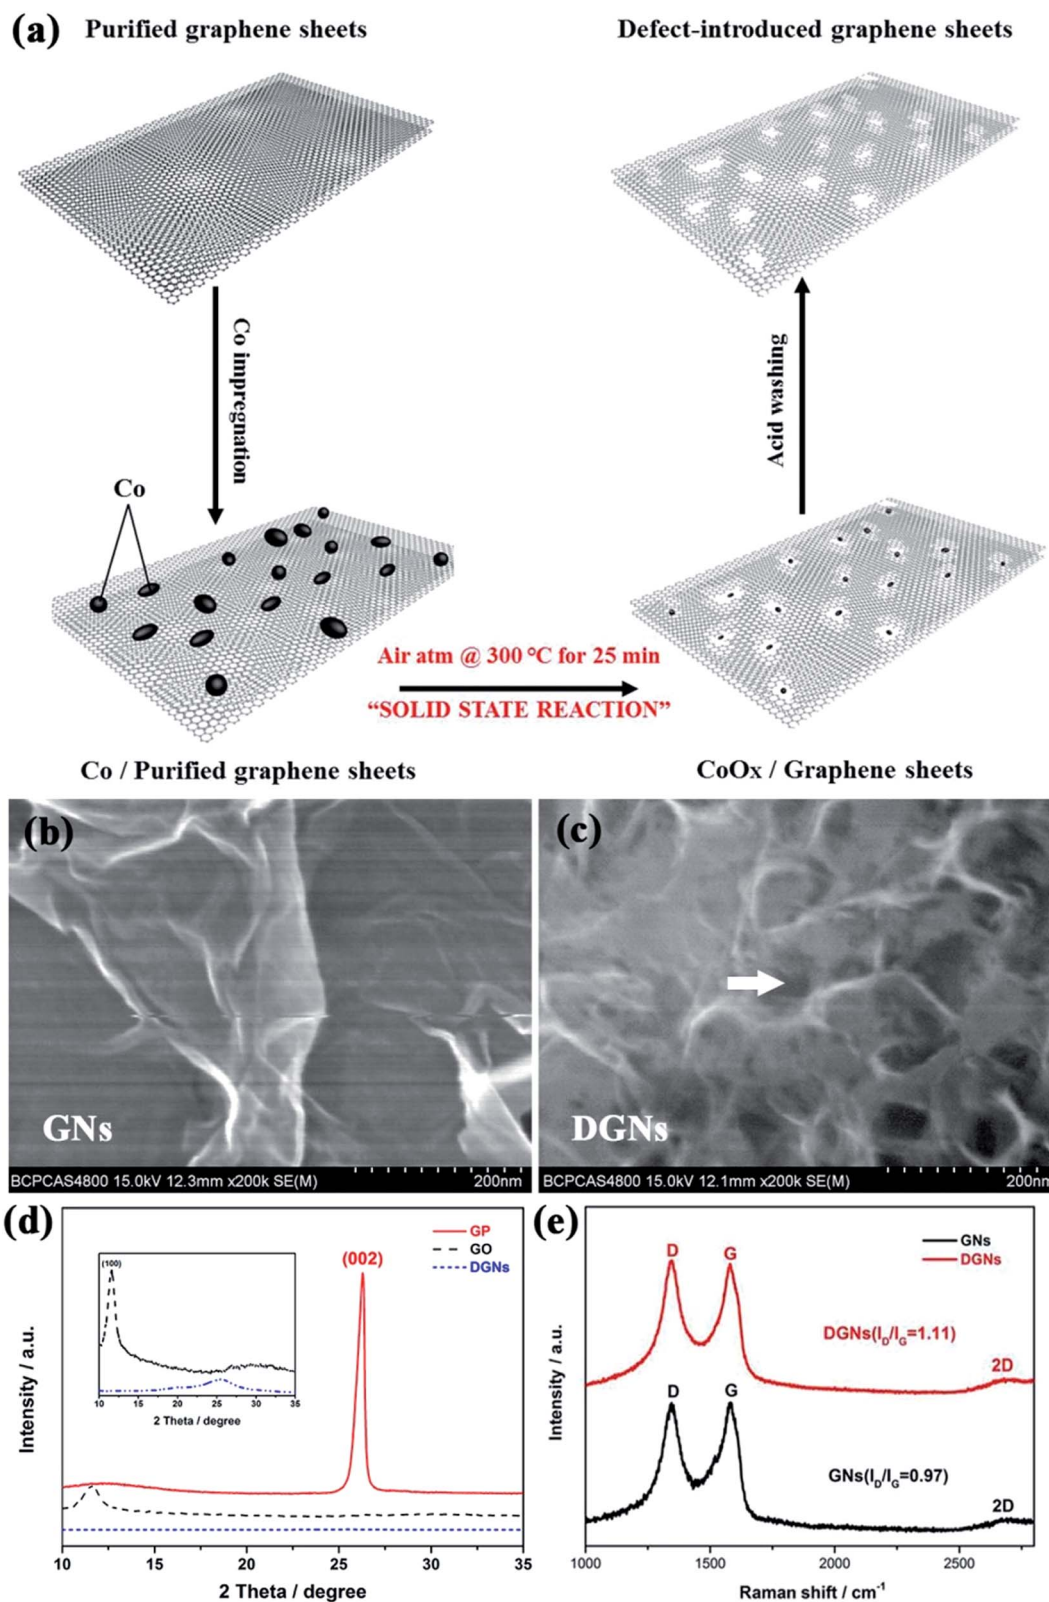 (a) Purified graphene sheets
Defect-introduced graphene sheets
Co impregnation
Acid washing
Co
Air atm @ 300 °C for 25 min
“SOLID STATE REACTION”
Co / Purified graphene sheets
CoOx / Graphene sheets
(b)
GNs
BCPCAS4800 15.0kV 12.3mm x200k SE(M)
200nm
(c)
DGNs
BCPCAS4800 15.0kV 12.1mm x200k SE(M)
200nm
(d)
GP
GO
DGNs
(002)
(100)
10 15 20 25 30 35
2 Theta / degree
Intensity / a.u.
10 15 20 25 30 35
2 Theta / degree
(e)
GNs
DGNs
D G
DGNs(I_D/I_G=1.11)
2D
D G
GNs(I_D/I_G=0.97)
2D
Intensity / a.u.
1000 1500 2000 2500
Raman shift / cm⁻¹